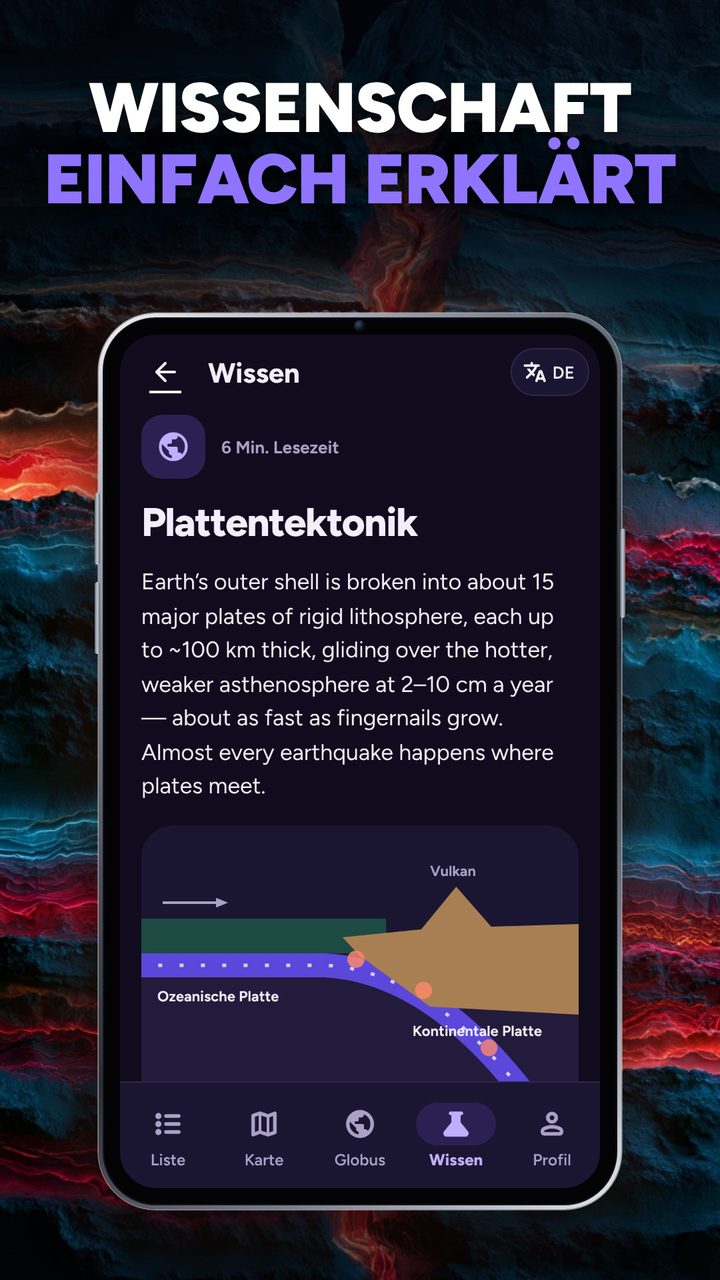 WISSENSCHAFT
EINFACH ERKLÄRT
Wissen
DE
6 Min. Lesezeit
Plattentektonik
Earth’s outer shell is broken into about 15
major plates of rigid lithosphere, each up
to ~100 km thick, gliding over the hotter,
weaker asthenosphere at 2–10 cm a year
— about as fast as fingernails grow.
Almost every earthquake happens where
plates meet.
Vulkan
Ozeanische Platte
Kontinentale Platte
Liste
Karte
Globus
Wissen
Profil